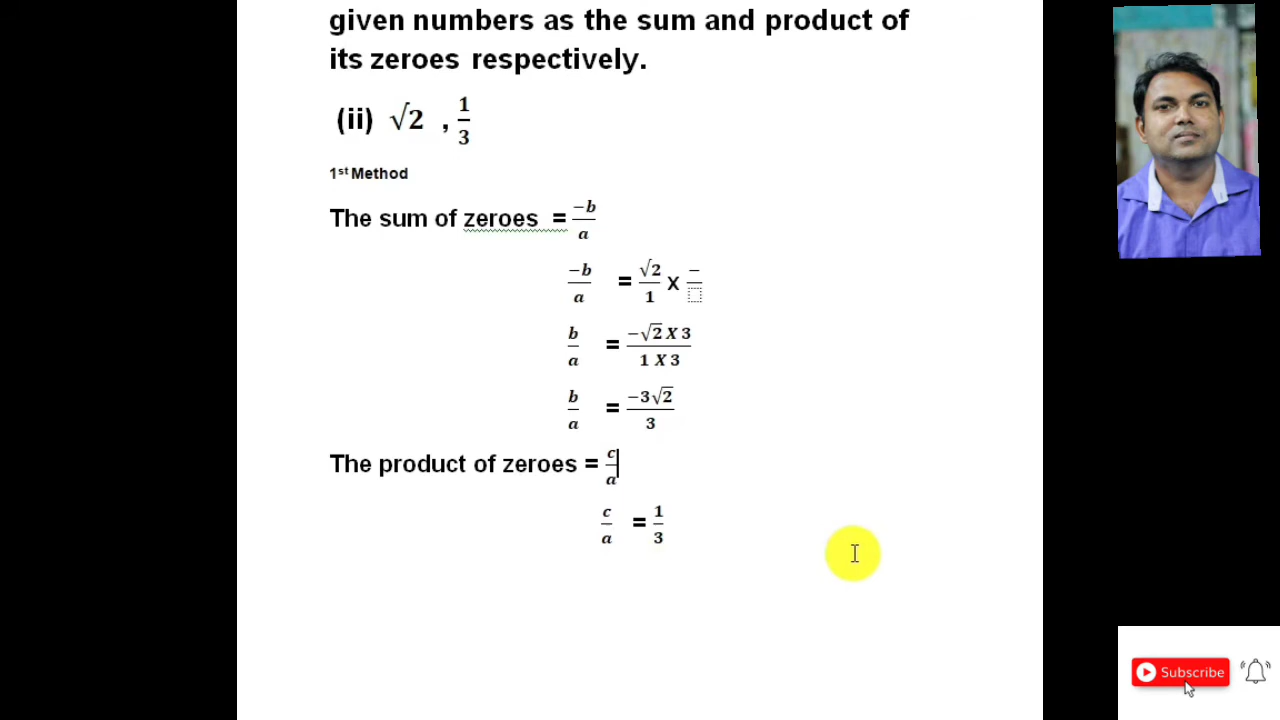 given numbers as the sum and product of
its zeroes respectively.
(ii) √2 , 1/3
1st Method
The sum of zeroes = −b/a
−b/a = √2/1 x −/
b/a = −√2 X 3/1 X 3
b/a = −3√2/3
The product of zeroes = c/a
c/a = 1/3
Subscribe